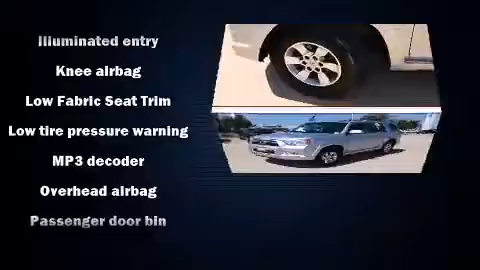 Illuminated entry
Knee airbag
Low Fabric Seat Trim
Low tire pressure warning
MP3 decoder
Overhead airbag
Passenger door bin